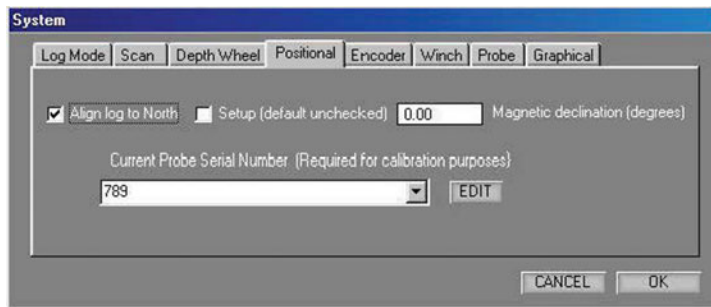 System
Log Mode Scan Depth Wheel Positional Encoder Winch Probe Graphical
Align log to North Setup (default unchecked) 0.00 Magnetic declination (degrees)
Current Probe Serial Number (Required for calibration purposes)
789 EDIT
CANCEL OK